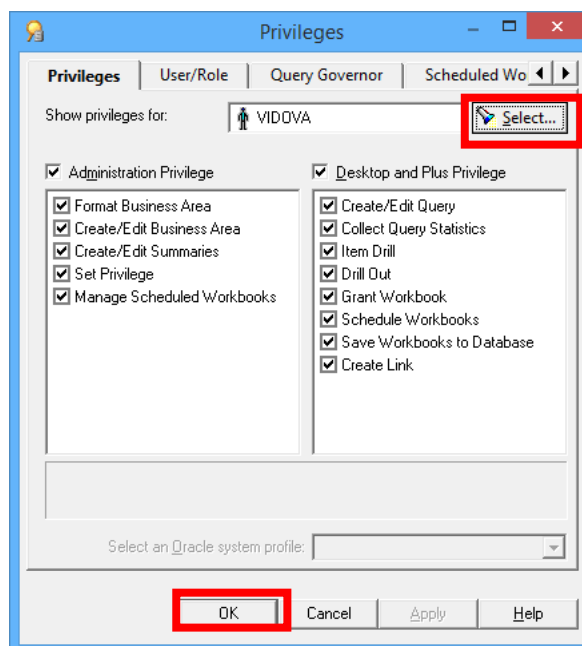 Privileges
Privileges User/Role Query Governor Scheduled Wo
Show privileges for: VIDOVA Select...
Administration Privilege Desktop and Plus Privilege
Format Business Area
Create/Edit Business Area
Create/Edit Summaries
Set Privilege
Manage Scheduled Workbooks
Create/Edit Query
Collect Query Statistics
Item Drill
Drill Out
Grant Workbook
Schedule Workbooks
Save Workbooks to Database
Create Link
Select an Oracle system profile:
OK Cancel Apply Help